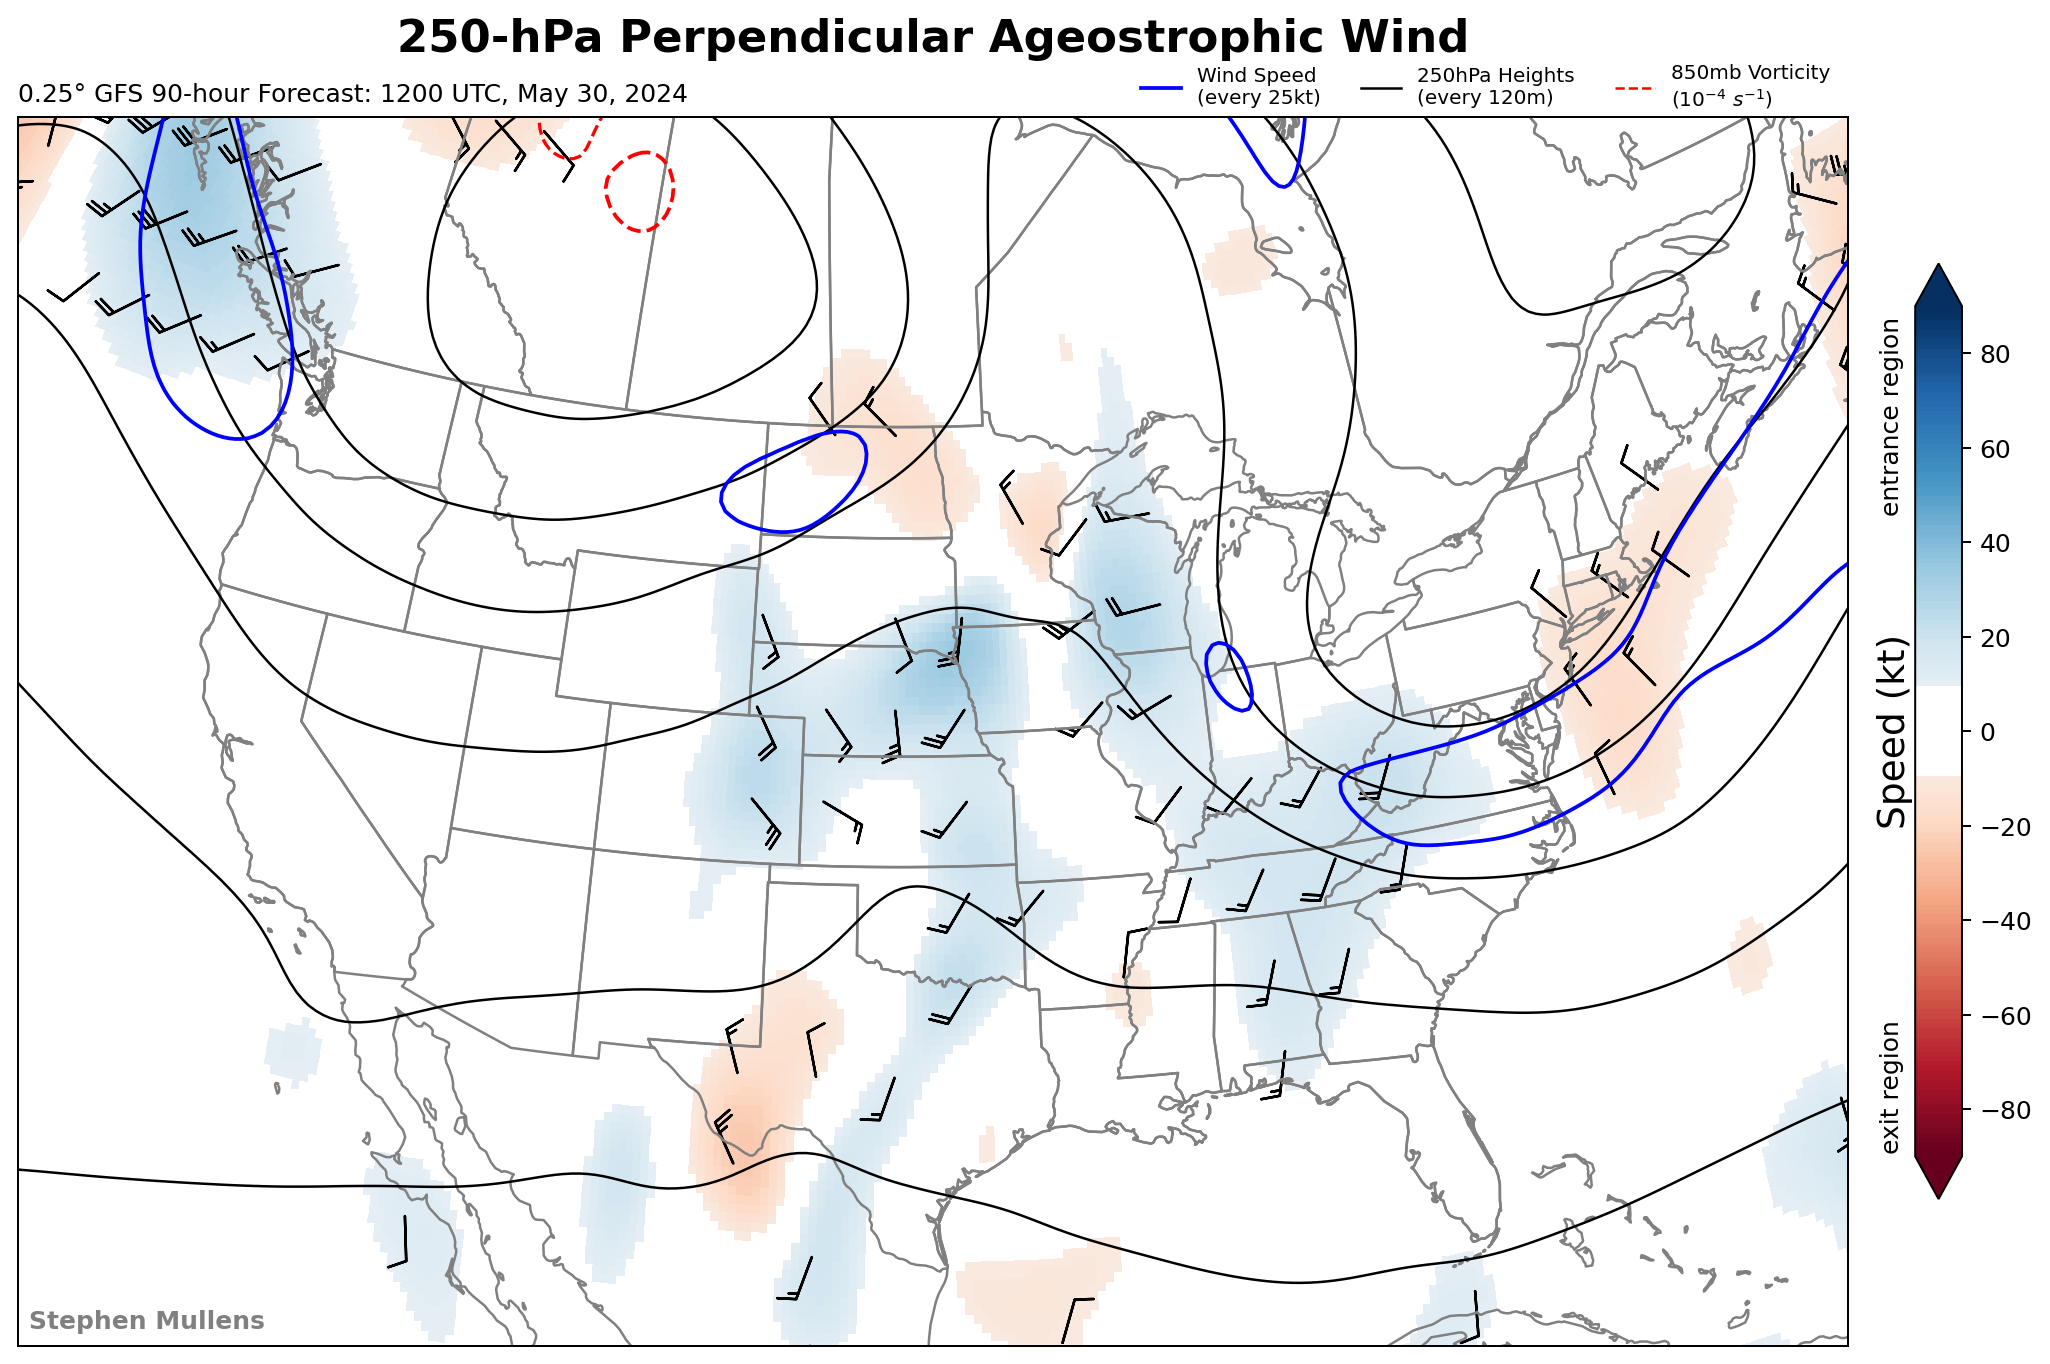 250-hPa Perpendicular Ageostrophic Wind
0.25° GFS 90-hour Forecast: 1200 UTC, May 30, 2024
Wind Speed
(every 25kt)
250hPa Heights
(every 120m)
850mb Vorticity
(10⁻⁴ s⁻¹)
entrance region
Speed (kt)
exit region
80
60
40
20
0
−20
−40
−60
−80
Stephen Mullens